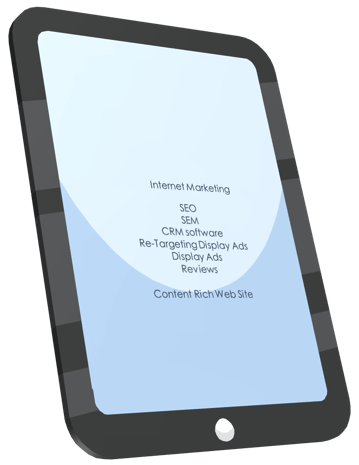 Internet Marketing
SEO
SEM
CRM software
Re-Targeting Display Ads
Display Ads
Reviews
Content Rich Web Site